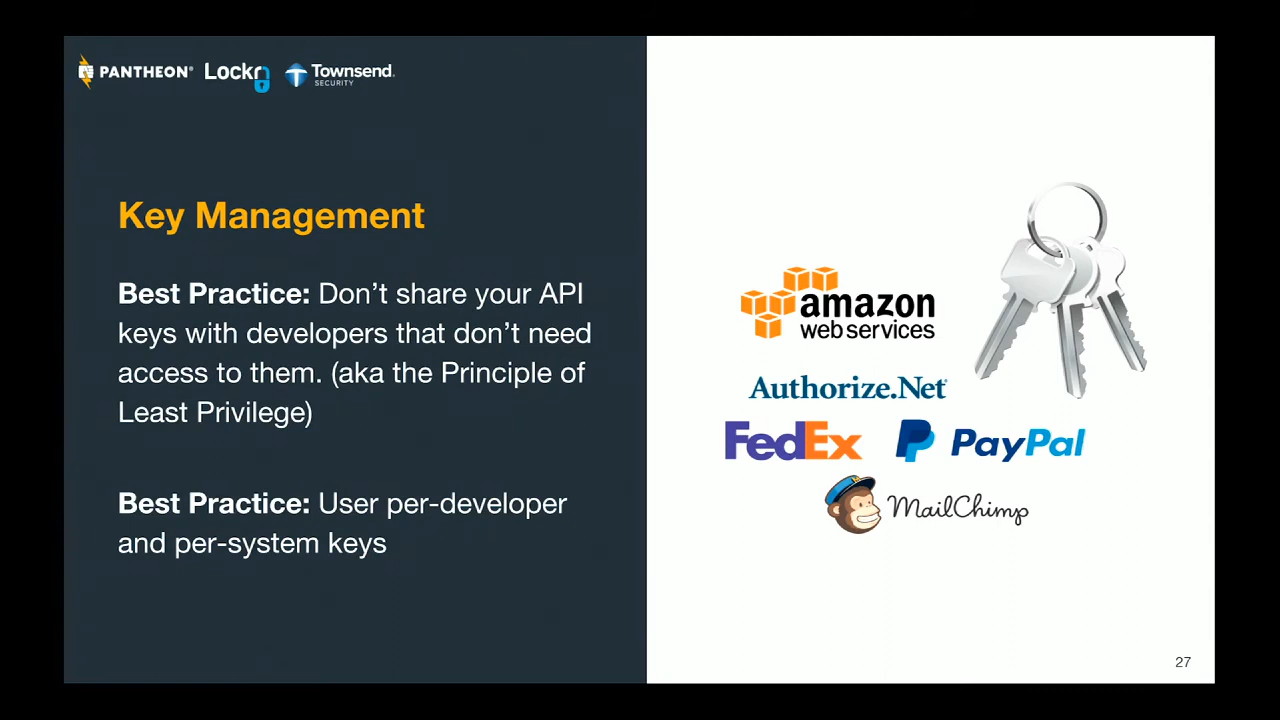 PANTHEON® Lockr Townsend SECURITY
Key Management
Best Practice: Don’t share your API
keys with developers that don’t need
access to them. (aka the Principle of
Least Privilege)
Best Practice: User per-developer
and per-system keys
amazon
web services
Authorize.Net
FedEx PayPal
MailChimp
27